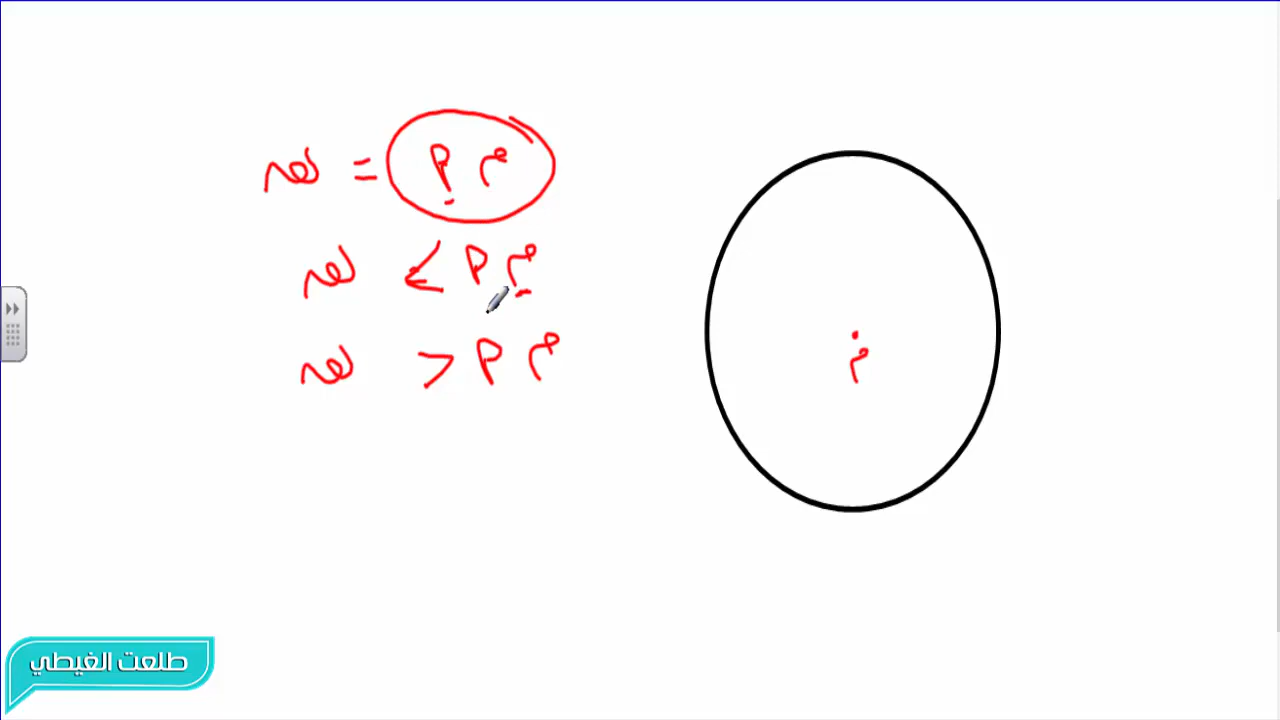 م أ = نق
م أ > نق
م أ < نق
م
طلعت الغيطي